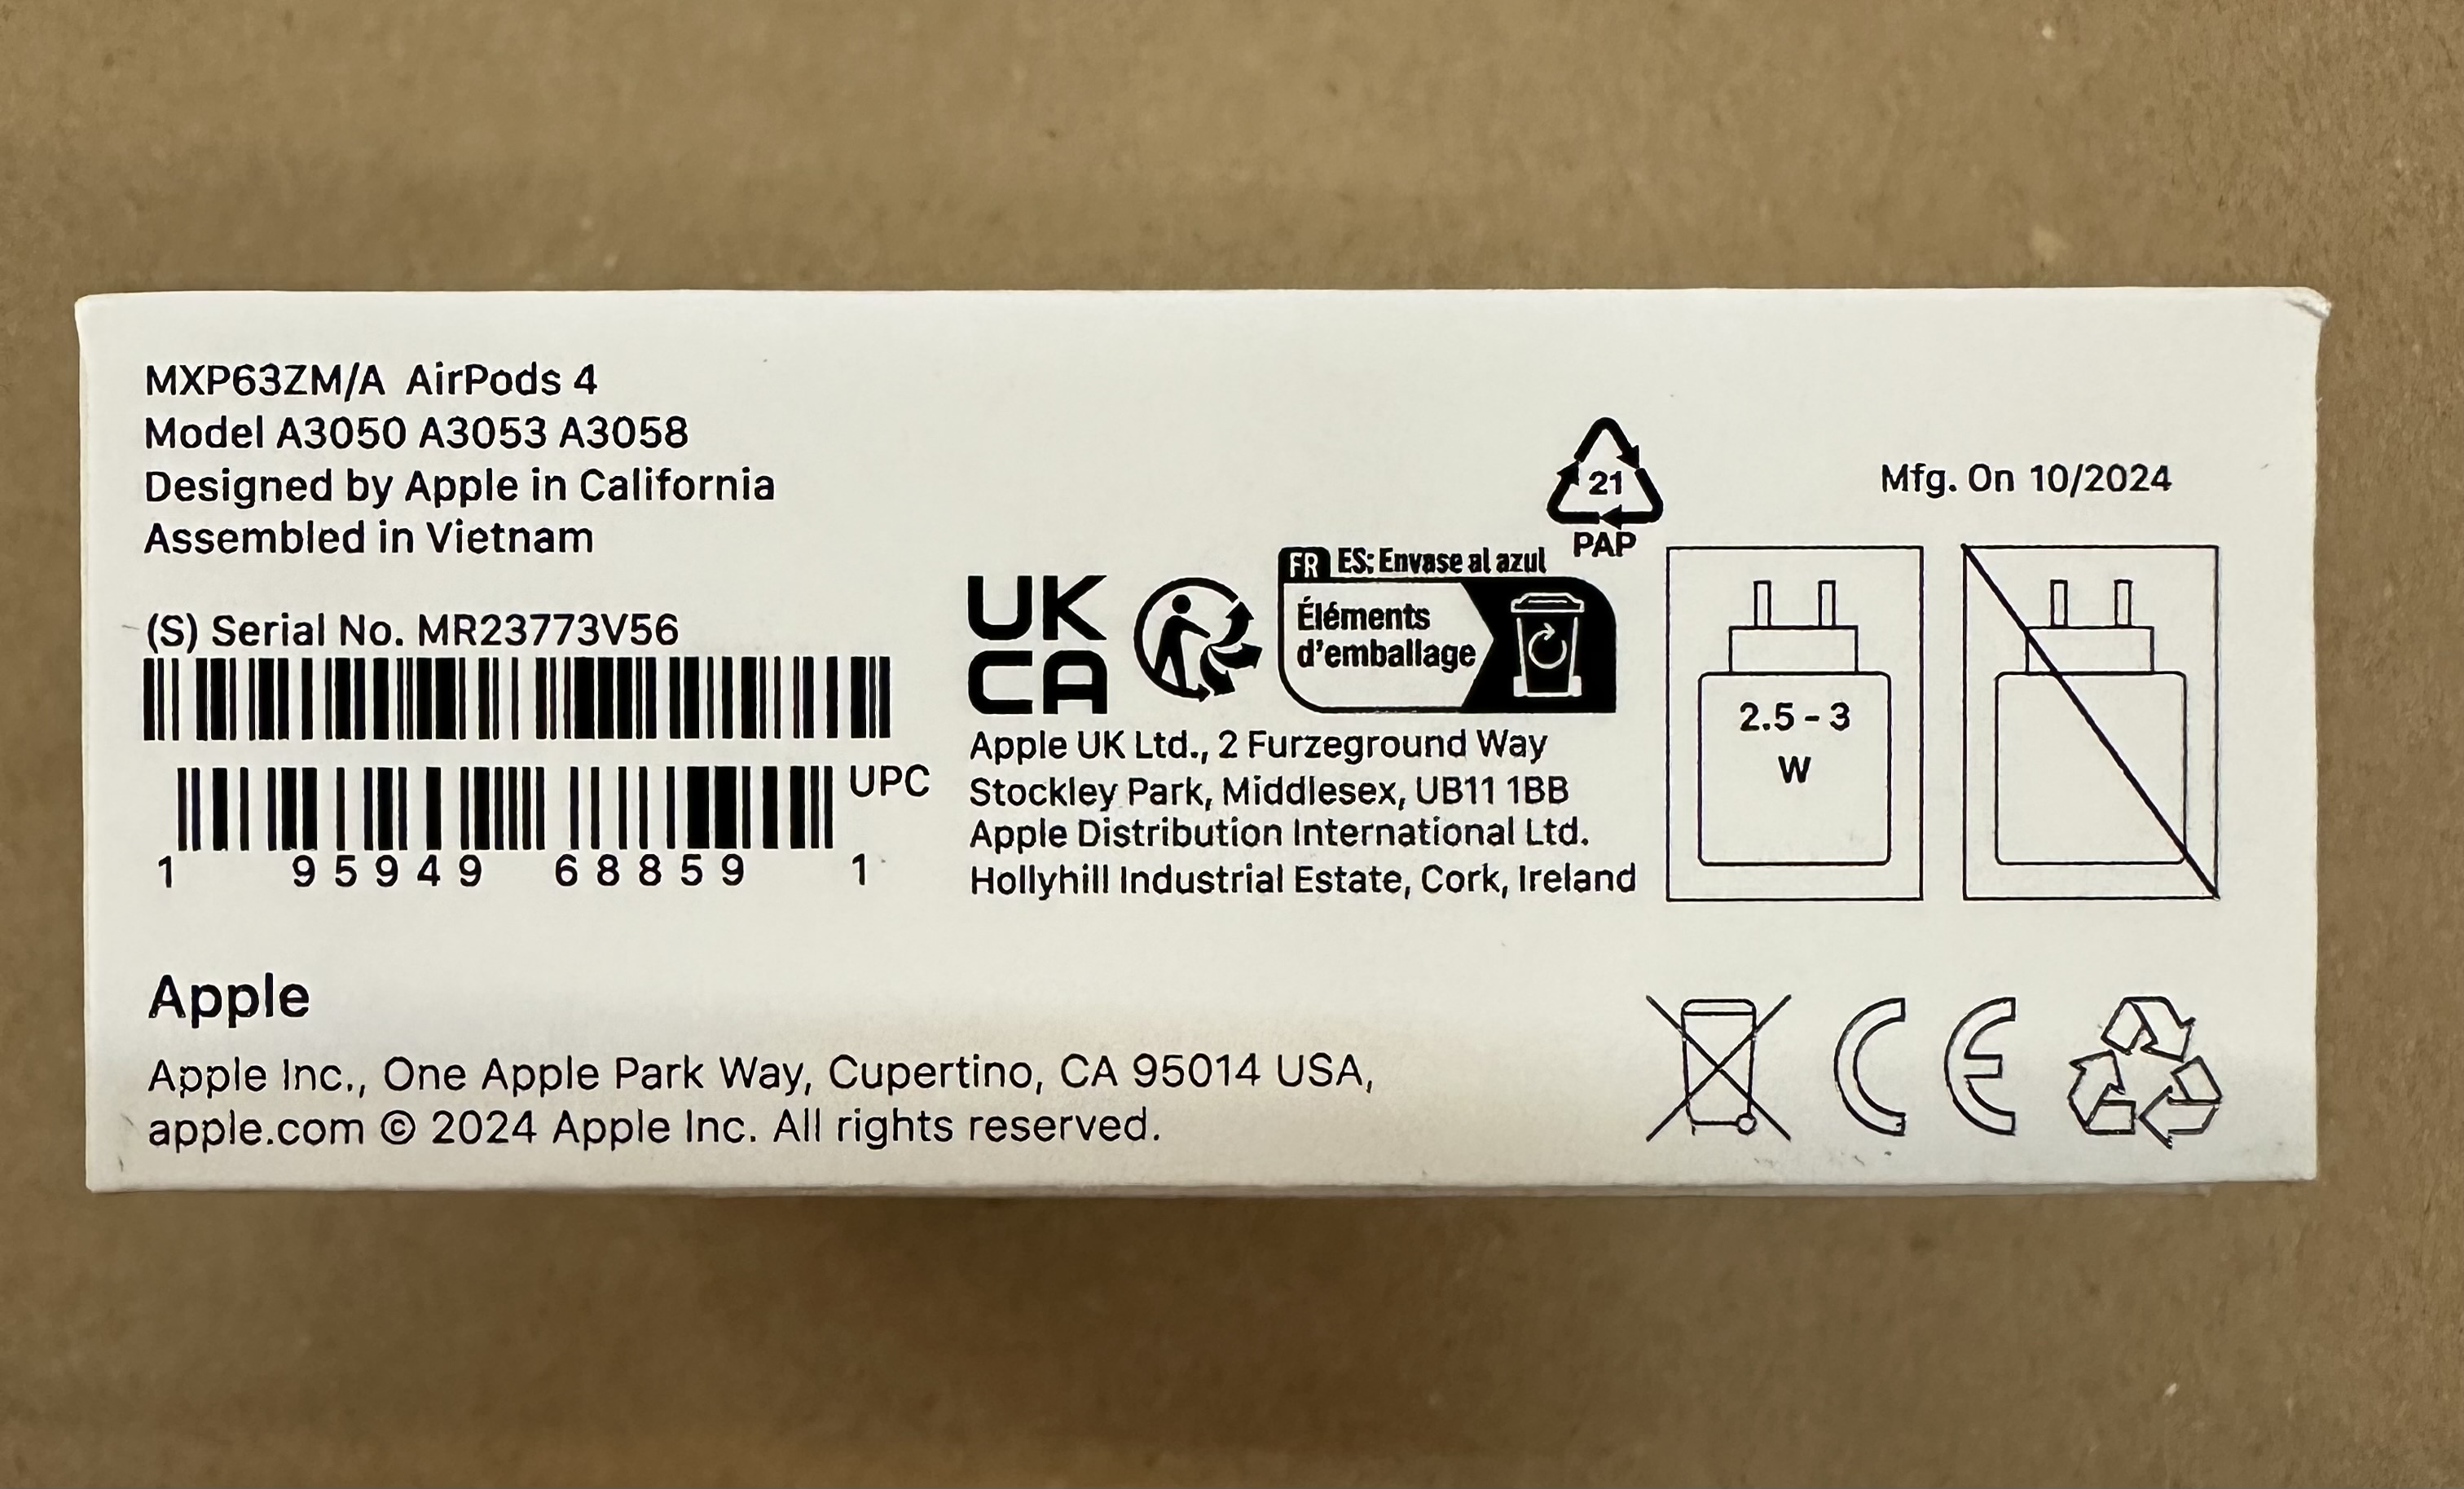 MXP63ZM/A AirPods 4
Model A3050 A3053 A3058
Designed by Apple in California
Assembled in Vietnam
(S) Serial No. MR23773V56
UPC
1 95949 68859 1
21
PAP
FR ES: Envase al azul
Éléments
d'emballage
UK
CA
Apple UK Ltd., 2 Furzeground Way
Stockley Park, Middlesex, UB11 1BB
Apple Distribution International Ltd.
Hollyhill Industrial Estate, Cork, Ireland
Mfg. On 10/2024
2.5 - 3
W
Apple
Apple Inc., One Apple Park Way, Cupertino, CA 95014 USA,
apple.com © 2024 Apple Inc. All rights reserved.
CE